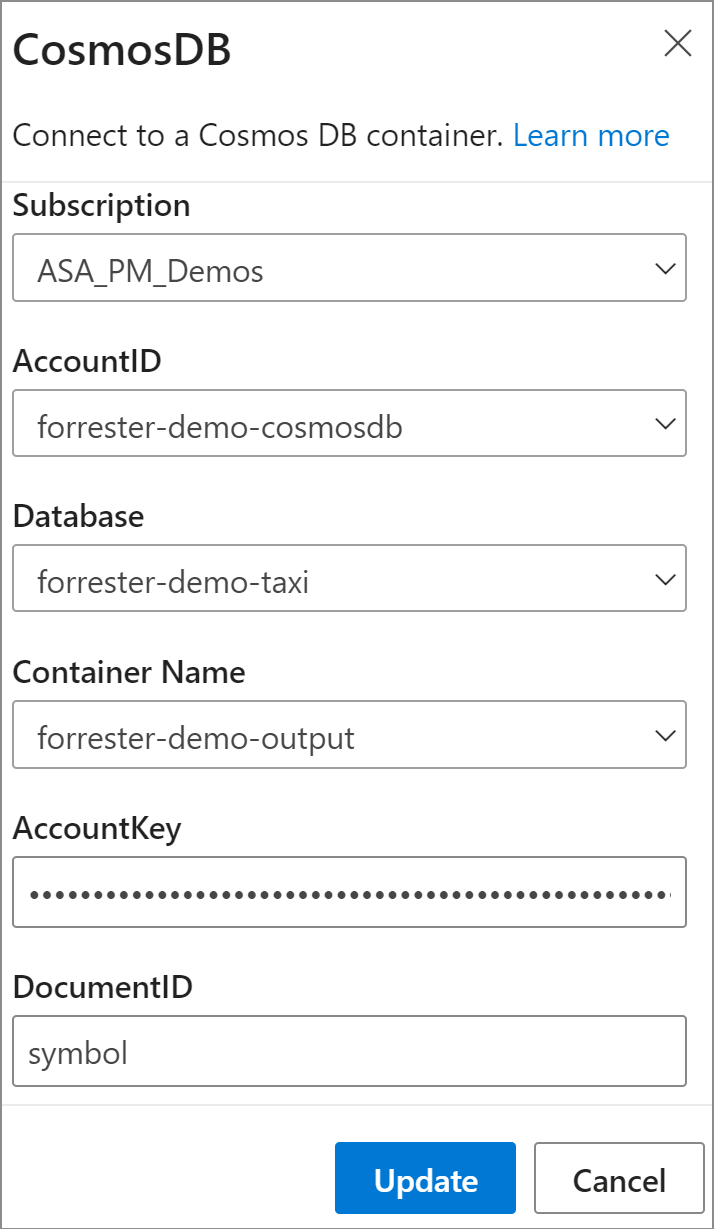 CosmosDB
Connect to a Cosmos DB container. Learn more
Subscription
ASA_PM_Demos
AccountID
forrester-demo-cosmosdb
Database
forrester-demo-taxi
Container Name
forrester-demo-output
AccountKey
DocumentID
symbol
Update Cancel